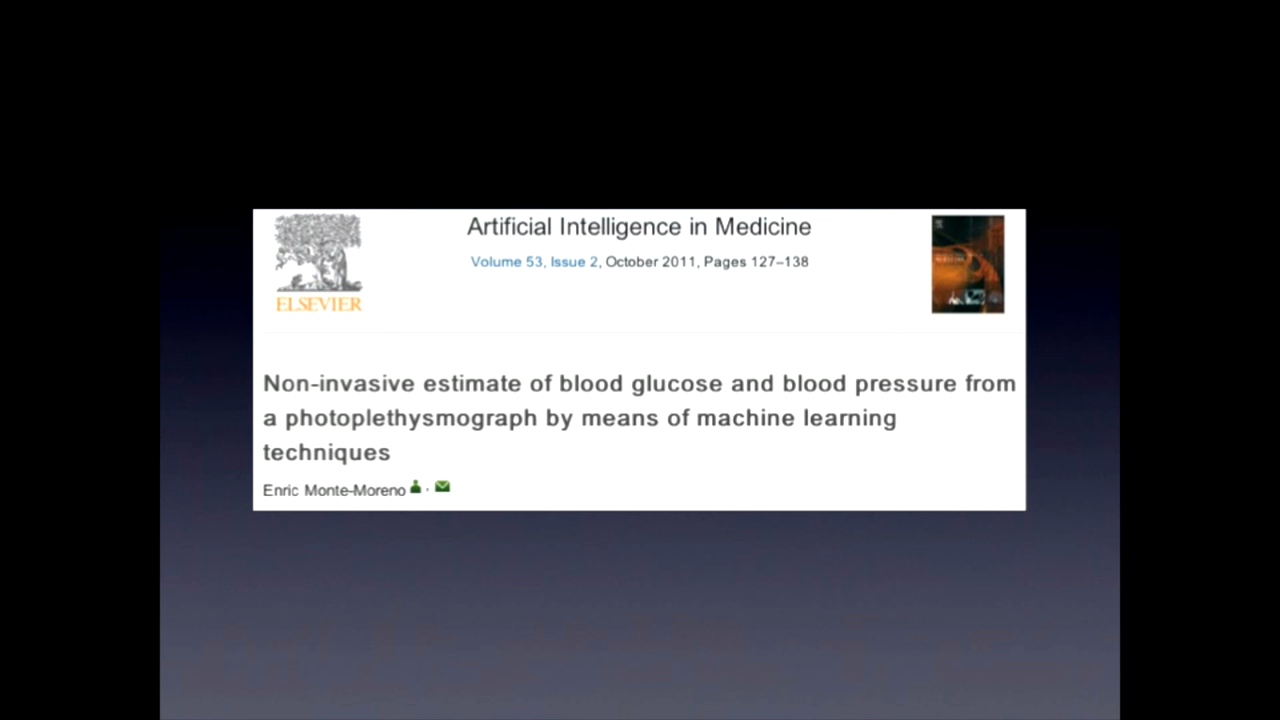 Artificial Intelligence in Medicine
Volume 53, Issue 2, October 2011, Pages 127–138
ELSEVIER
Non-invasive estimate of blood glucose and blood pressure from
a photoplethysmograph by means of machine learning
techniques
Enric Monte-Moreno